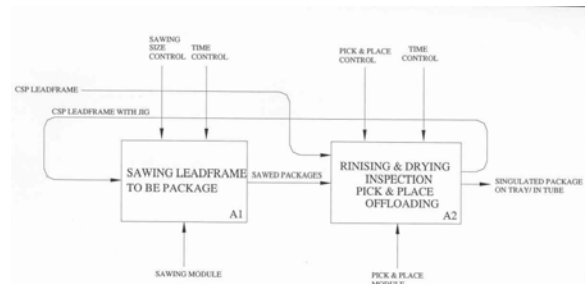 SAWING
SIZE
CONTROL
TIME
CONTROL
PICK & PLACE
CONTROL
TIME
CONTROL
CSP LEADFRAME
CSP LEADFRAME WITH JIG
SAWING LEADFRAME
TO BE PACKAGE
A1
SAWED PACKAGES
RINISING & DRYING
INSPECTION
PICK & PLACE
OFFLOADING
A2
SINGULATED PACKAGE
ON TRAY/ IN TUBE
SAWING MODULE
PICK & PLACE
MODULE